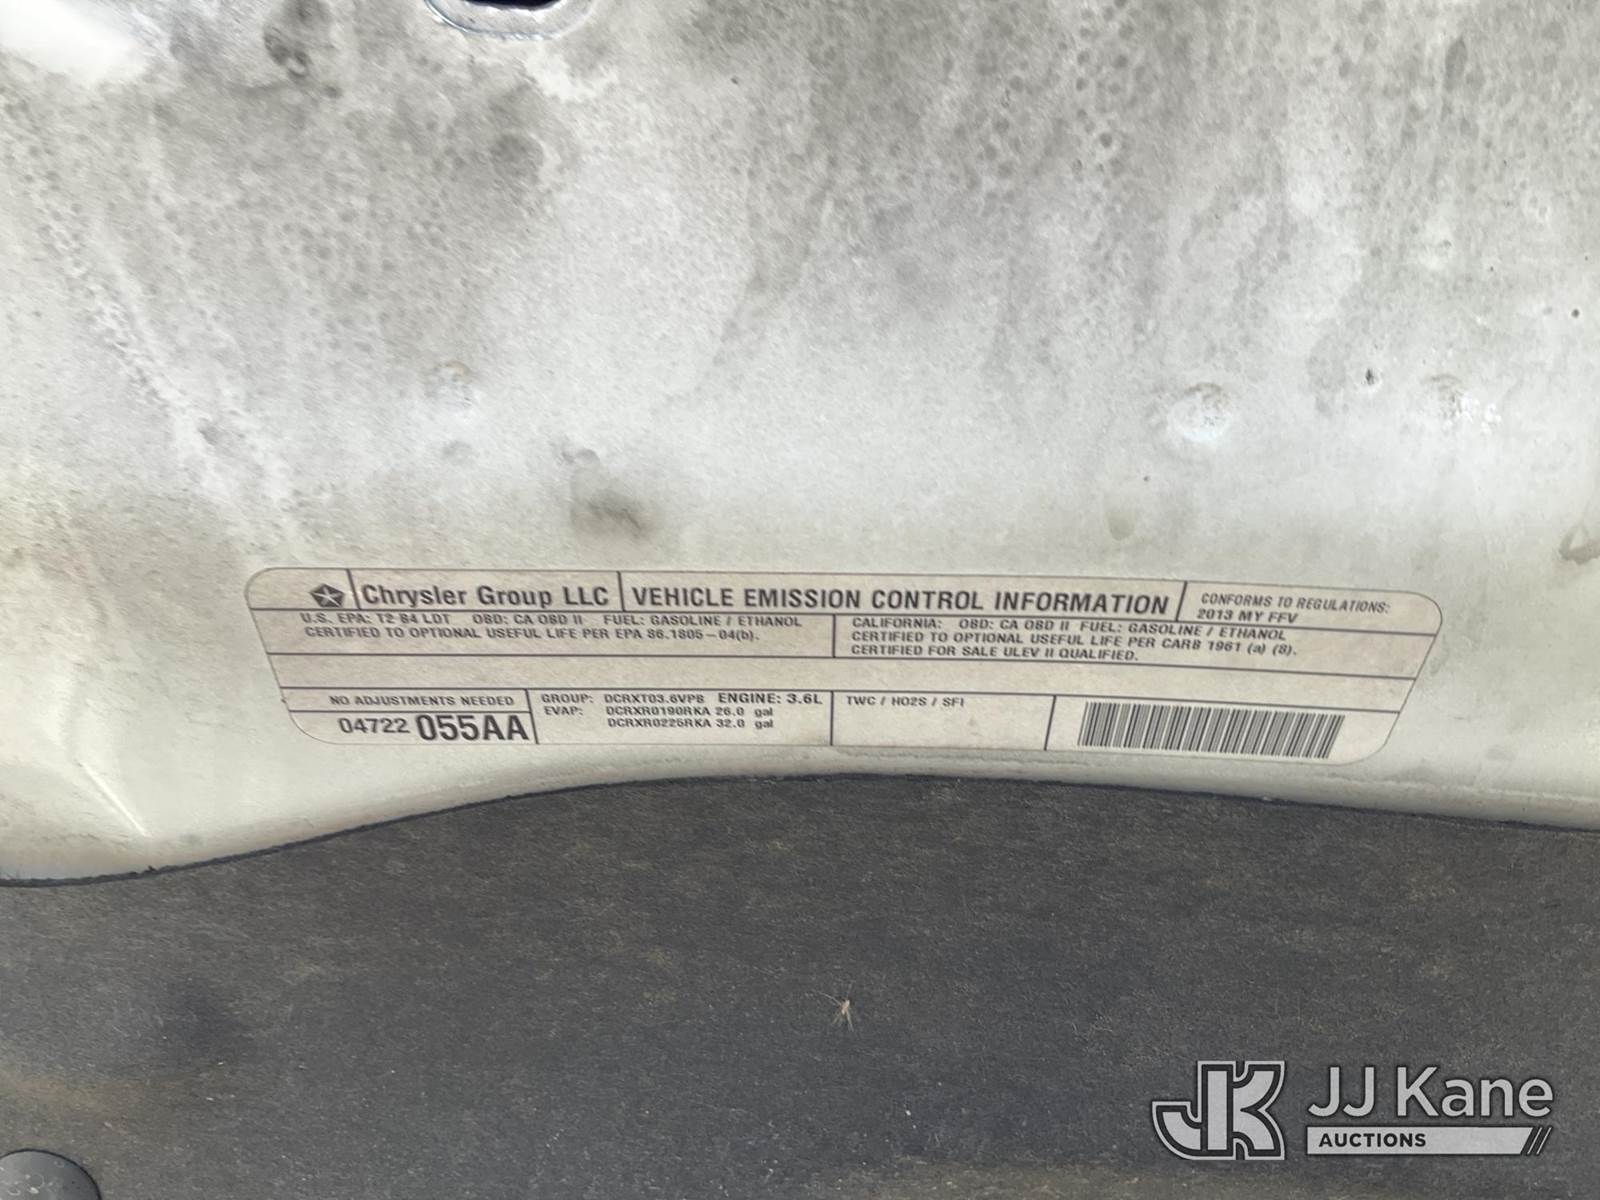 Chrysler Group LLC
VEHICLE EMISSION CONTROL INFORMATION
CONFORMS TO REGULATIONS:
2013 MY FFV
U.S. EPA: T2 B4 LDT OBD: CA OBD II FUEL: GASOLINE / ETHANOL
CERTIFIED TO OPTIONAL USEFUL LIFE PER EPA 86.1805-04(b).
CALIFORNIA: OBD: CA OBD II FUEL: GASOLINE / ETHANOL
CERTIFIED TO OPTIONAL USEFUL LIFE PER CARB 1961 (a) (8).
CERTIFIED FOR SALE ULEV II QUALIFIED.
NO ADJUSTMENTS NEEDED
04722 055AA
GROUP: DCRXT03.6VP8 ENGINE: 3.6L
EVAP: DCRXR0190RKA 26.0 gal
DCRXR0225RKA 32.0 gal
TWC / HO2S / SFI
JK JJ Kane
AUCTIONS